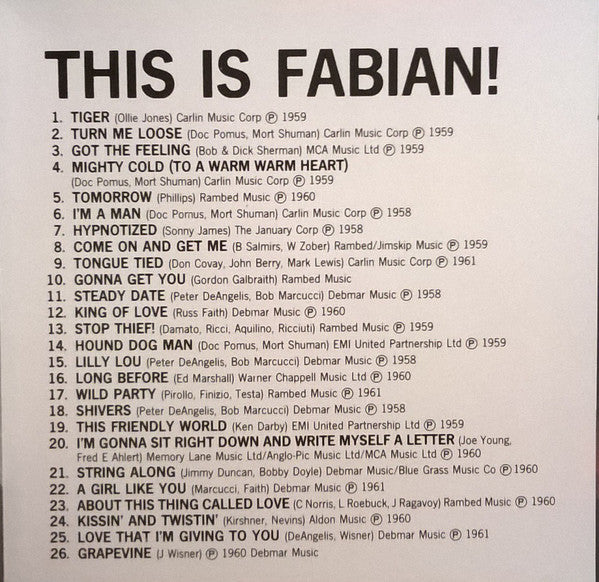 THIS IS FABIAN!
1. TIGER (Ollie Jones) Carlin Music Corp ℗ 1959
2. TURN ME LOOSE (Doc Pomus, Mort Shuman) Carlin Music Corp ℗ 1959
3. GOT THE FEELING (Bob & Dick Sherman) MCA Music Ltd ℗ 1959
4. MIGHTY COLD (TO A WARM WARM HEART)
(Doc Pomus, Mort Shuman) Carlin Music Corp ℗ 1959
5. TOMORROW (Phillips) Rambed Music ℗ 1960
6. I'M A MAN (Doc Pomus, Mort Shuman) Carlin Music Corp ℗ 1958
7. HYPNOTIZED (Sonny James) The January Corp ℗ 1958
8. COME ON AND GET ME (B Salmirs, W Zober) Rambed/Jimskip Music ℗ 1959
9. TONGUE TIED (Don Covay, John Berry, Mark Lewis) Carlin Music Corp ℗ 1961
10. GONNA GET YOU (Gordon Galbraith) Rambed Music
11. STEADY DATE (Peter DeAngelis, Bob Marcucci) Debmar Music ℗ 1958
12. KING OF LOVE (Russ Faith) Debmar Music ℗ 1960
13. STOP THIEF! (Damato, Ricci, Aquilino, Ricciuti) Rambed Music ℗ 1959
14. HOUND DOG MAN (Doc Pomus, Mort Shuman) EMI United Partnership Ltd ℗ 1959
15. LILLY LOU (Peter DeAngelis, Bob Marcucci) Debmar Music ℗ 1958
16. LONG BEFORE (Ed Marshall) Warner Chappell Music Ltd ℗ 1960
17. WILD PARTY (Pirollo, Finizio, Testa) Rambed Music ℗ 1961
18. SHIVERS (Peter DeAngelis, Bob Marcucci) Debmar Music ℗ 1958
19. THIS FRIENDLY WORLD (Ken Darby) EMI United Partnership Ltd ℗ 1959
20. I'M GONNA SIT RIGHT DOWN AND WRITE MYSELF A LETTER (Joe Young,
Fred E Ahlert) Memory Lane Music Ltd/Anglo-Pic Music Ltd/MCA Music Ltd ℗ 1960
21. STRING ALONG (Jimmy Duncan, Bobby Doyle) Debmar Music/Blue Grass Music Co ℗ 1960
22. A GIRL LIKE YOU (Marcucci, Faith) Debmar Music ℗ 1961
23. ABOUT THIS THING CALLED LOVE (C Norris, L Roebuck, J Ragavoy) Rambed Music ℗ 1960
24. KISSIN' AND TWISTIN' (Kirshner, Nevins) Aldon Music ℗ 1960
25. LOVE THAT I'M GIVING TO YOU (DeAngelis, Wisner) Debmar Music ℗ 1961
26. GRAPEVINE (J Wisner) ℗ 1960 Debmar Music